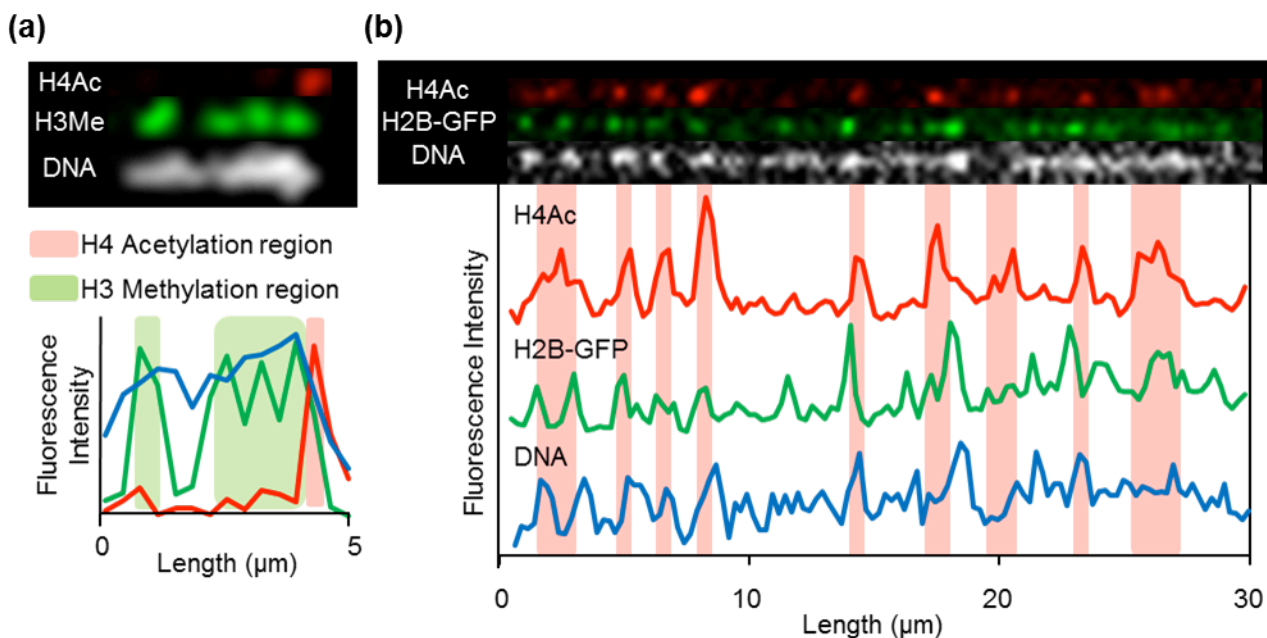 (a)
H4Ac
H3Me
DNA
H4 Acetylation region
H3 Methylation region
Fluorescence
Intensity
0
5
Length (µm)
(b)
H4Ac
H2B-GFP
DNA
H4Ac
H2B-GFP
DNA
Fluorescence Intensity
0
10
20
30
Length (µm)